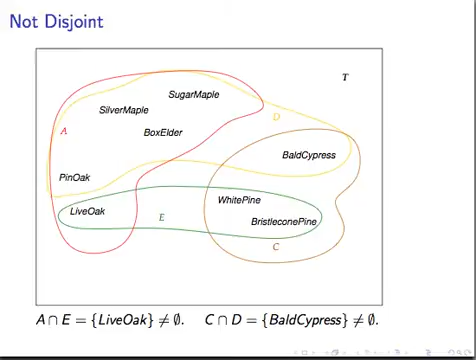 Not Disjoint
T
SugarMaple
SilverMaple
D
A
BoxElder
BaldCypress
PinOak
WhitePine
LiveOak
E
BristleconePine
C
A ∩ E = {LiveOak} ≠ ∅. C ∩ D = {BaldCypress} ≠ ∅.